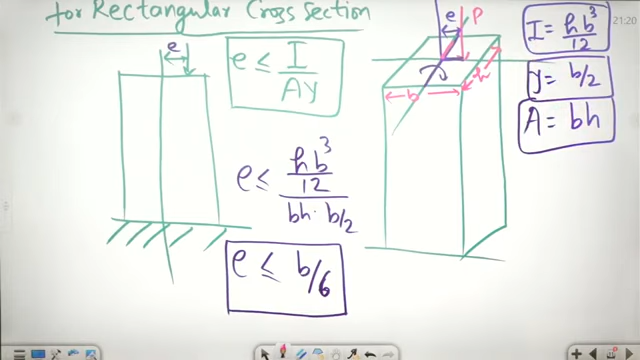 for Rectangular Cross section
e
e ≤ I / Ay
e P
I = hb³/12
21:20
y = b/2
A = bh
b h
e ≤ (hb³/12) / (bh · b/2)
e ≤ b/6